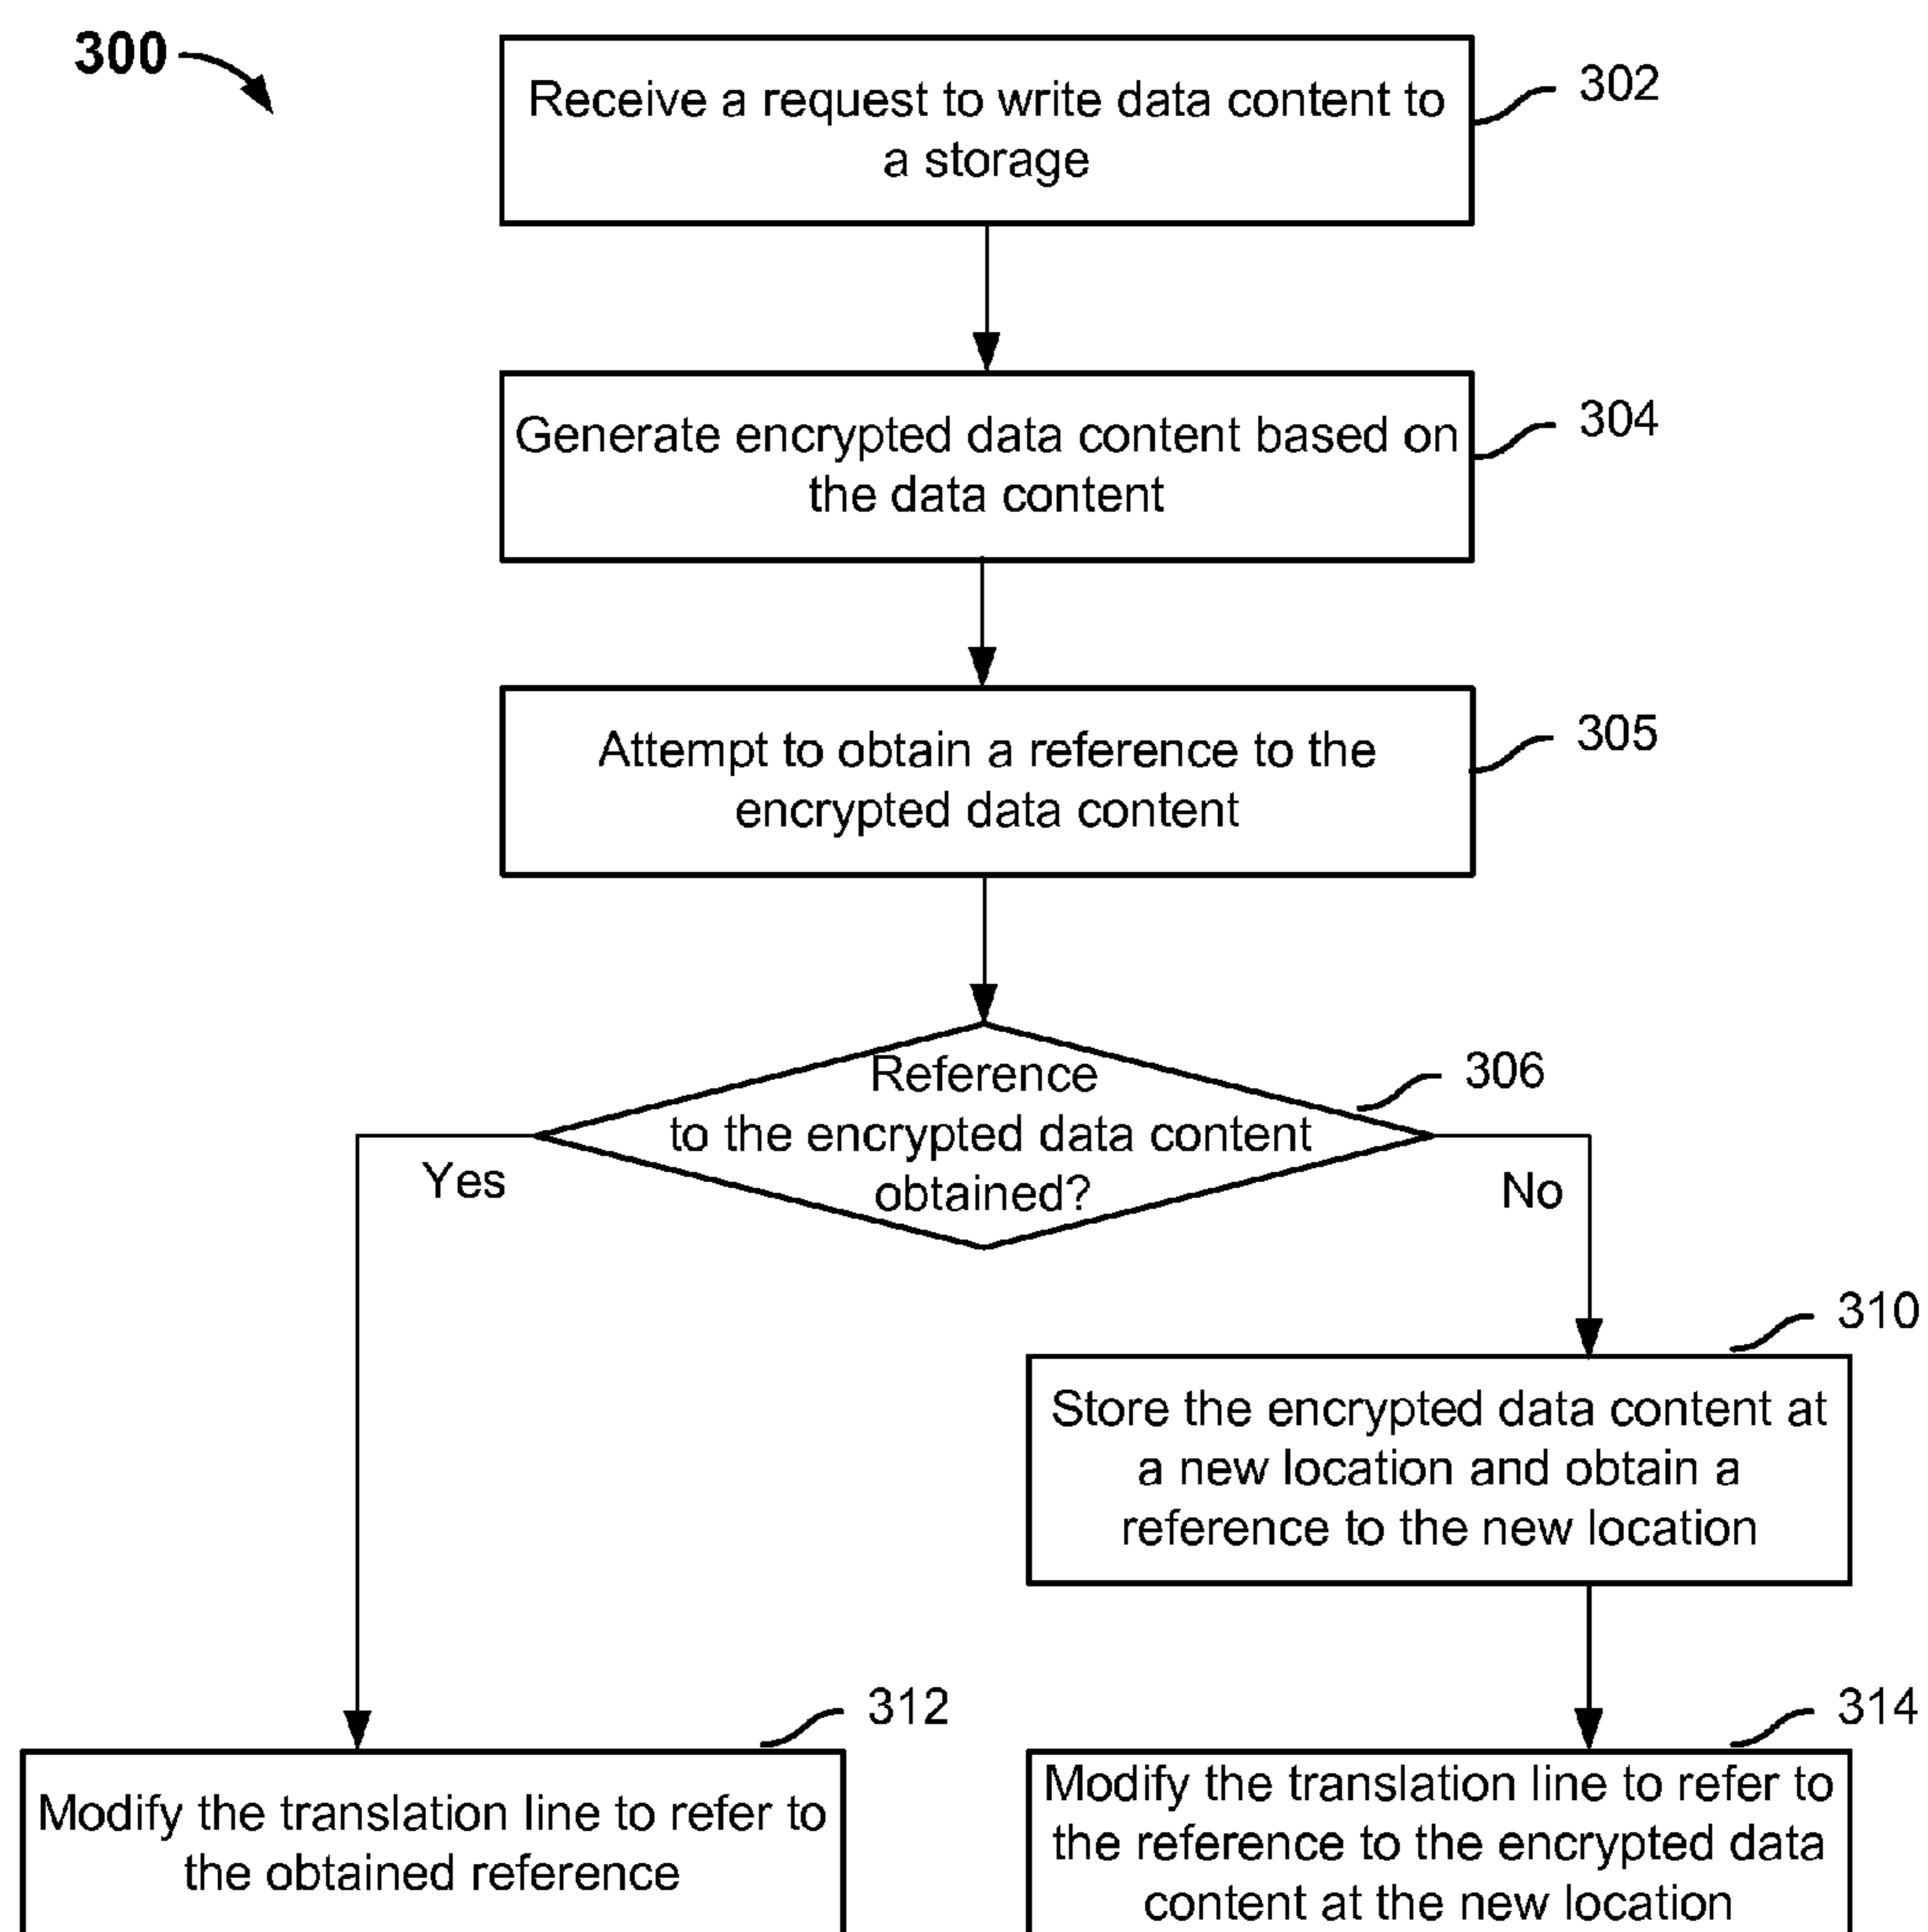 300
Receive a request to write data content to
a storage
302
Generate encrypted data content based on
the data content
304
Attempt to obtain a reference to the
encrypted data content
305
Reference
to the encrypted data content
obtained?
306
Yes
No
310
Store the encrypted data content at
a new location and obtain a
reference to the new location
312
Modify the translation line to refer to
the obtained reference
314
Modify the translation line to refer to
the reference to the encrypted data
content at the new location